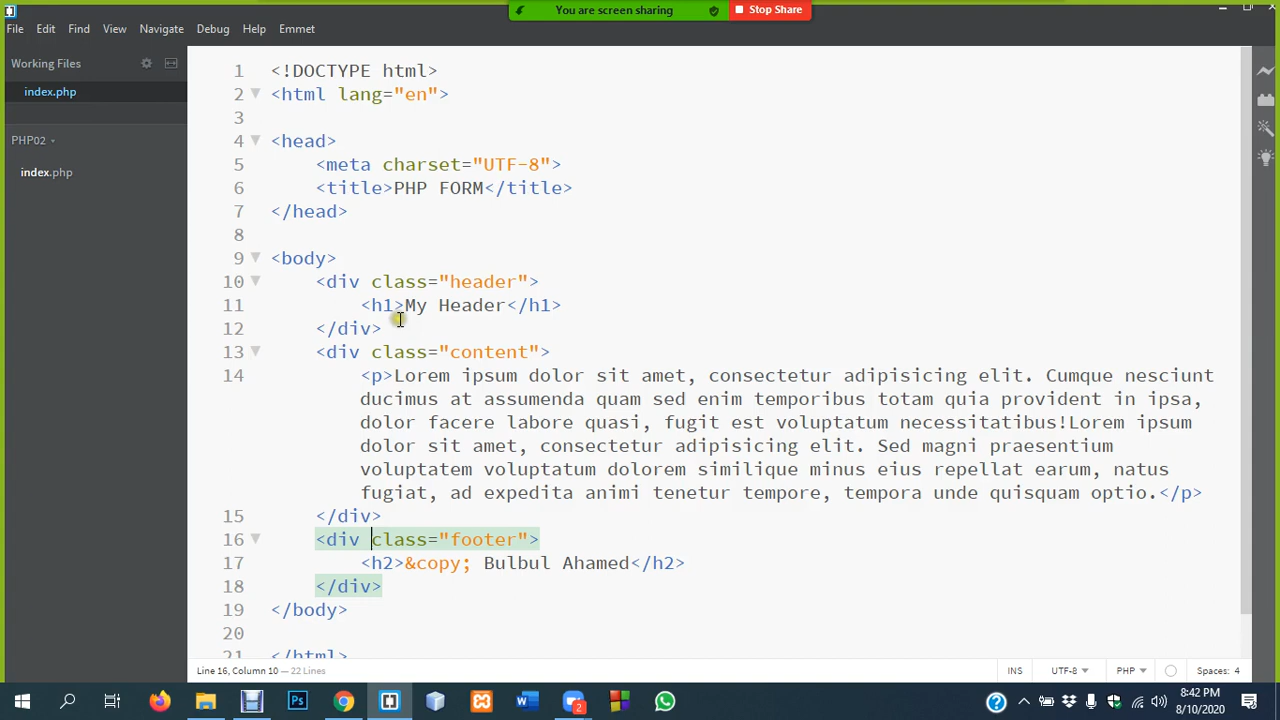 You are screen sharing
Stop Share
File Edit Find View Navigate Debug Help Emmet
Working Files
index.php
PHP02
index.php
1 <!DOCTYPE html>
2 <html lang="en">
3
4 <head>
5 <meta charset="UTF-8">
6 <title>PHP FORM</title>
7 </head>
8
9 <body>
10 <div class="header">
11 <h1>My Header</h1>
12 </div>
13 <div class="content">
14 <p>Lorem ipsum dolor sit amet, consectetur adipisicing elit. Cumque nesciunt
ducimus at assumenda quam sed enim temporibus totam quia provident in ipsa,
dolor facere labore quasi, fugit est voluptatum necessitatibus!Lorem ipsum
dolor sit amet, consectetur adipisicing elit. Sed magni praesentium
voluptatem voluptatum dolorem similique minus eius repellat earum, natus
fugiat, ad expedita animi tenetur tempore, tempora unde quisquam optio.</p>
15 </div>
16 <div class="footer">
17 <h2>&copy; Bulbul Ahamed</h2>
18 </div>
19 </body>
20
21 </html>
Line 16, Column 10 — 22 Lines
INS UTF-8 PHP Spaces: 4
Ps
2
8:42 PM
8/10/2020